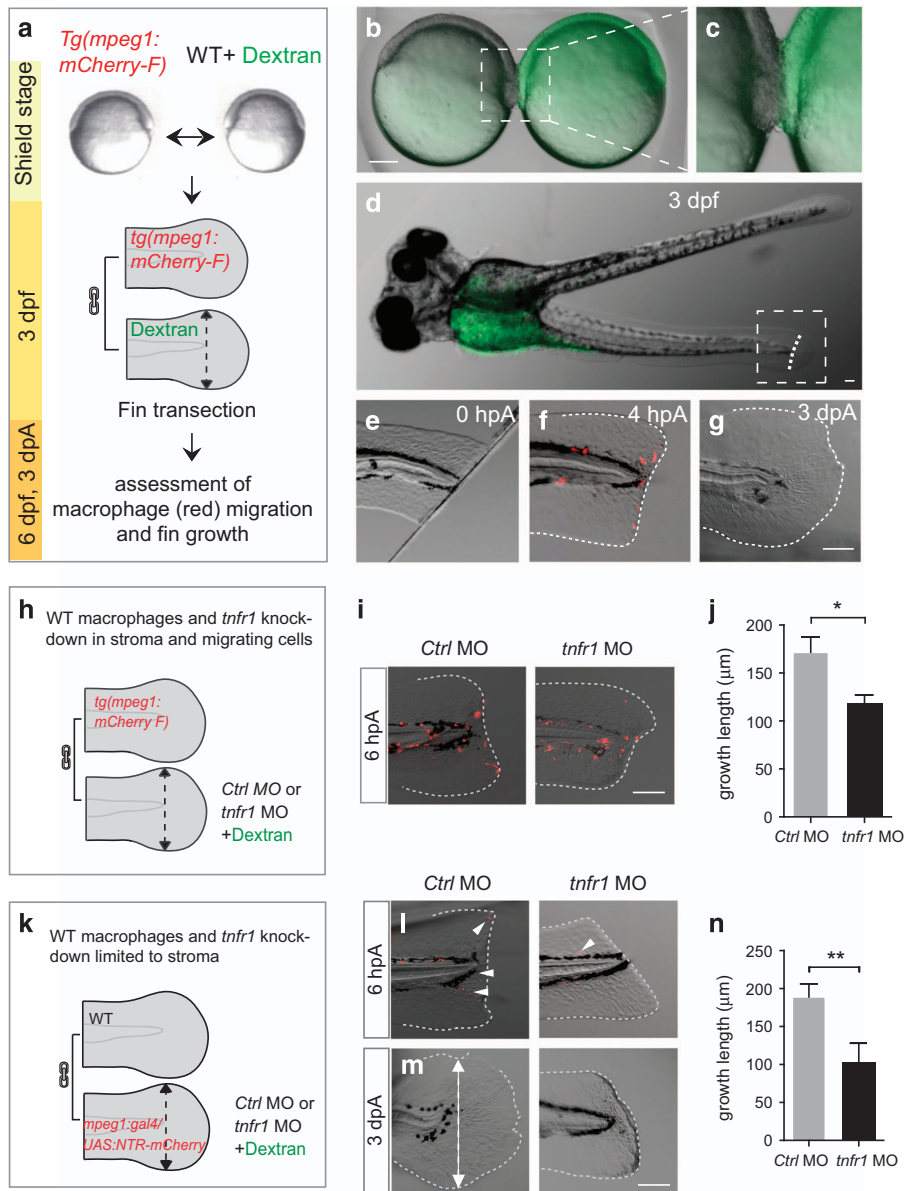 a
Tg(mpeg1:
mCherry-F)
WT+ Dextran
Shield stage
3 dpf
6 dpf, 3 dpA
tg(mpeg1:
mCherry-F)
Dextran
Fin transection
assessment of
macrophage (red) migration
and fin growth
b
c
d
3 dpf
e
0 hpA
f
4 hpA
g
3 dpA
h
WT macrophages and tnfr1 knock-
down in stroma and migrating cells
tg(mpeg1:
mCherry F)
Ctrl MO or
tnfr1 MO
+Dextran
i
Ctrl MO
tnfr1 MO
6 hpA
j
*
growth length (µm)
200
150
100
50
0
Ctrl MO
tnfr1 MO
k
WT macrophages and tnfr1 knock-
down limited to stroma
WT
mpeg1:gal4/
UAS:NTR-mCherry
Ctrl MO or
tnfr1 MO
+Dextran
Ctrl MO
tnfr1 MO
l
6 hpA
m
3 dpA
n
**
growth length (µm)
250
200
150
100
50
0
Ctrl MO
tnfr1 MO